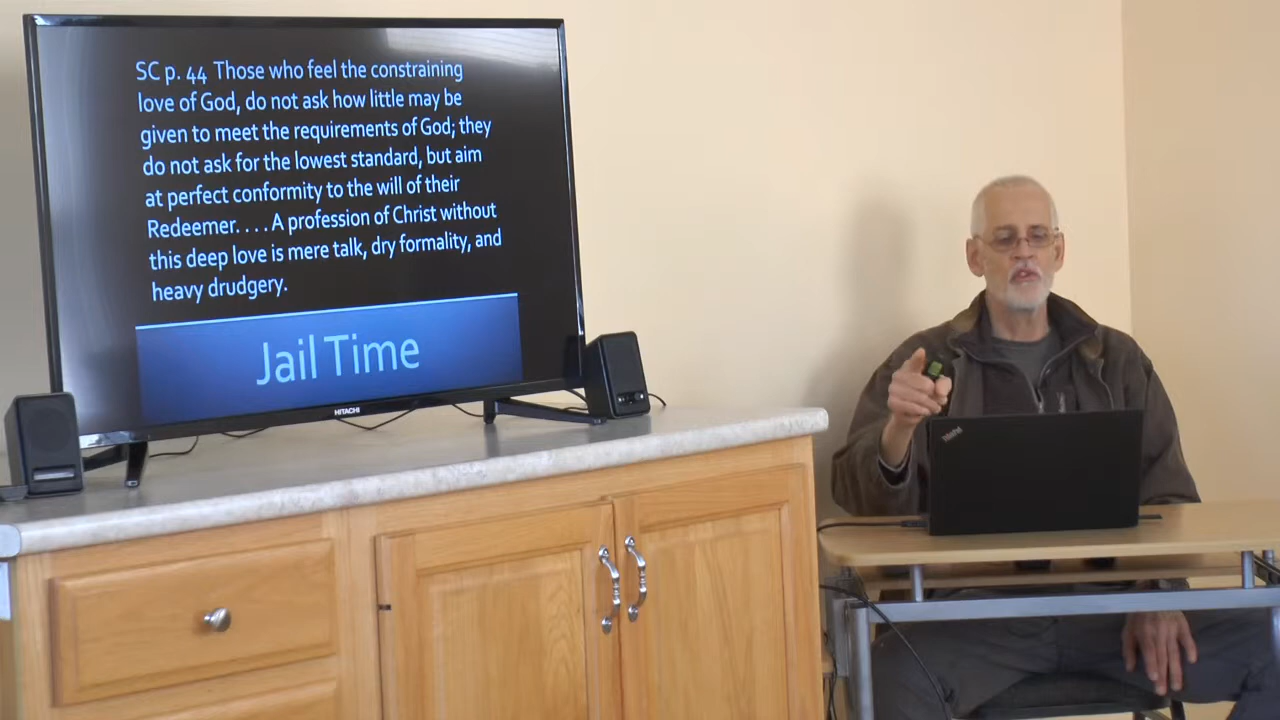 SC p. 44 Those who feel the constraining
love of God, do not ask how little may be
given to meet the requirements of God; they
do not ask for the lowest standard, but aim
at perfect conformity to the will of their
Redeemer. . . . A profession of Christ without
this deep love is mere talk, dry formality, and
heavy drudgery.
Jail Time
HITACHI
ThinkPad